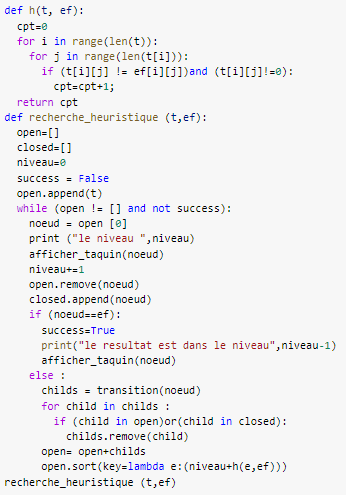 def h(t, ef):
  cpt=0
  for i in range(len(t)):
    for j in range(len(t[i])):
      if (t[i][j] != ef[i][j])and (t[i][j]!=0):
        cpt=cpt+1;
  return cpt
def recherche_heuristique (t,ef):
  open=[]
  closed=[]
  niveau=0
  success = False
  open.append(t)
  while (open != [] and not success):
    noeud = open [0]
    print ("le niveau ",niveau)
    afficher_taquin(noeud)
    niveau+=1
    open.remove(noeud)
    closed.append(noeud)
    if (noeud==ef):
      success=True
      print("le resultat est dans le niveau",niveau-1)
      afficher_taquin(noeud)
    else :
      childs = transition(noeud)
      for child in childs :
        if (child in open)or(child in closed):
          childs.remove(child)
      open= open+childs
      open.sort(key=lambda e:(niveau+h(e,ef)))
recherche_heuristique (t,ef)